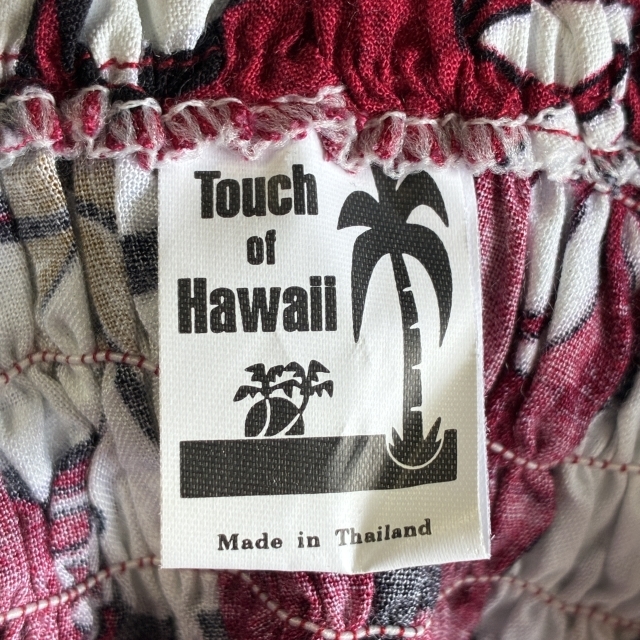 Touch
of
Hawaii
Made in Thailand